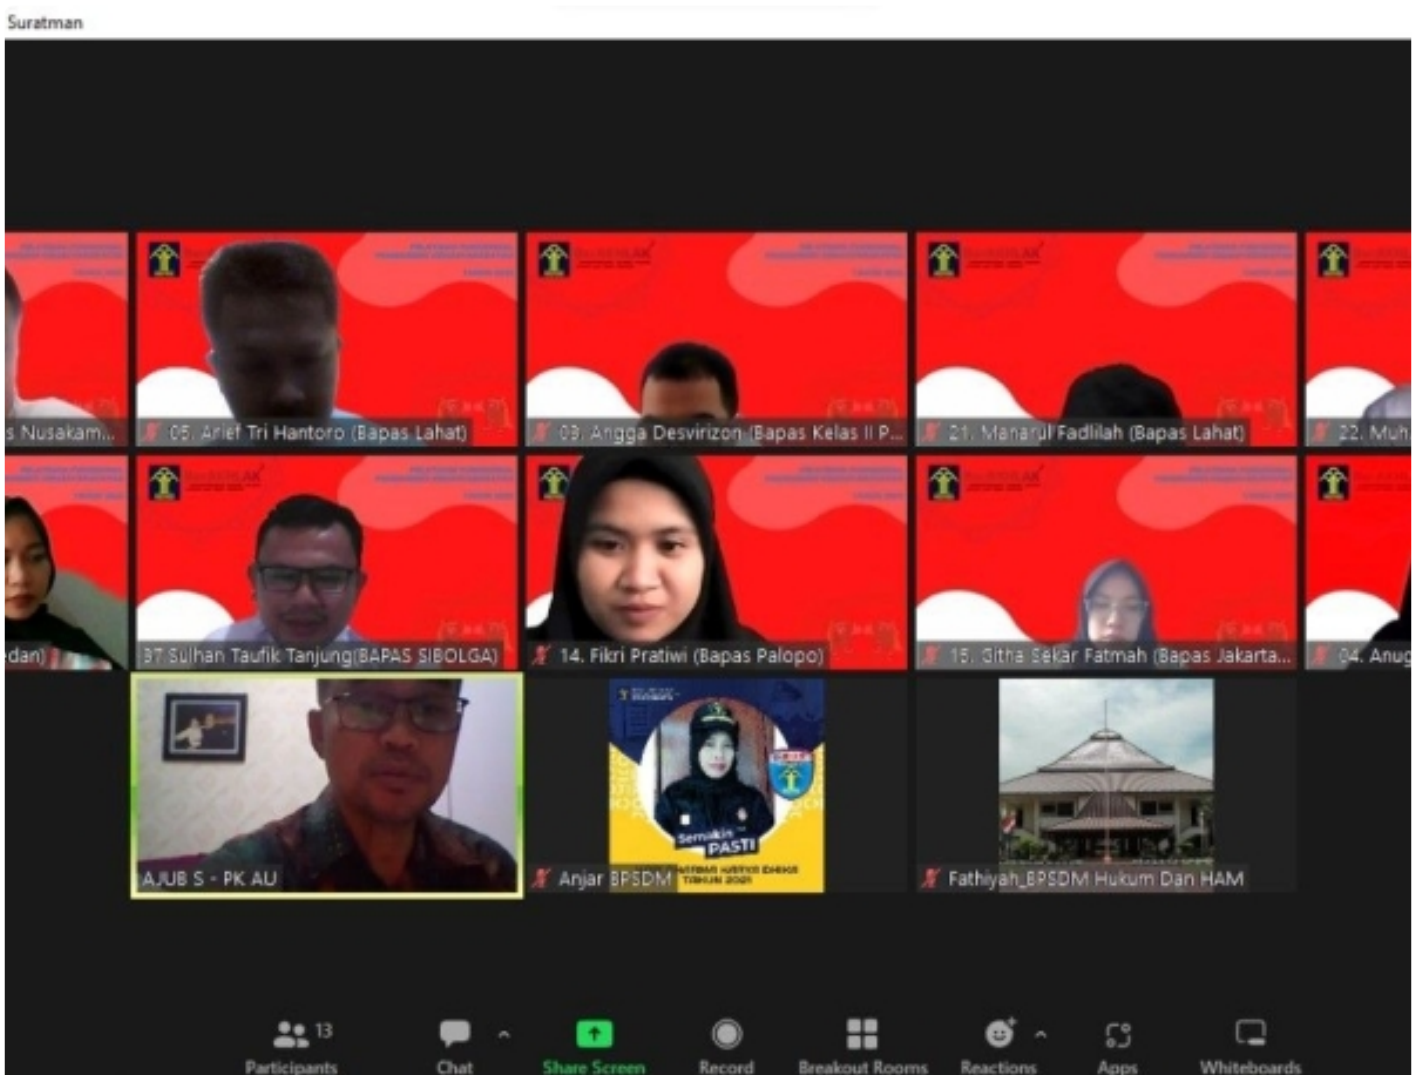 Suratman
s Nusakam...
05. Arief Tri Hantoro (Bapas Lahat)
03. Angga Desvirizon (Bapas Kelas II P...
21. Manarul Fadlilah (Bapas Lahat)
22. Muh.
edan)
37 Sulhan Taufik Tanjung(BAPAS SIBOLGA)
14. Fikri Pratiwi (Bapas Palopo)
15. Githa Sekar Fatmah (Bapas Jakarta...
04. Anug
AJUB S - PK AU
Semakin
PASTI
TAHUN 2021
Anjar BPSDM
Fathiyah_BPSDM Hukum Dan HAM
13
Participants
Chat
Share Screen
Record
Breakout Rooms
Reactions
Apps
Whiteboards